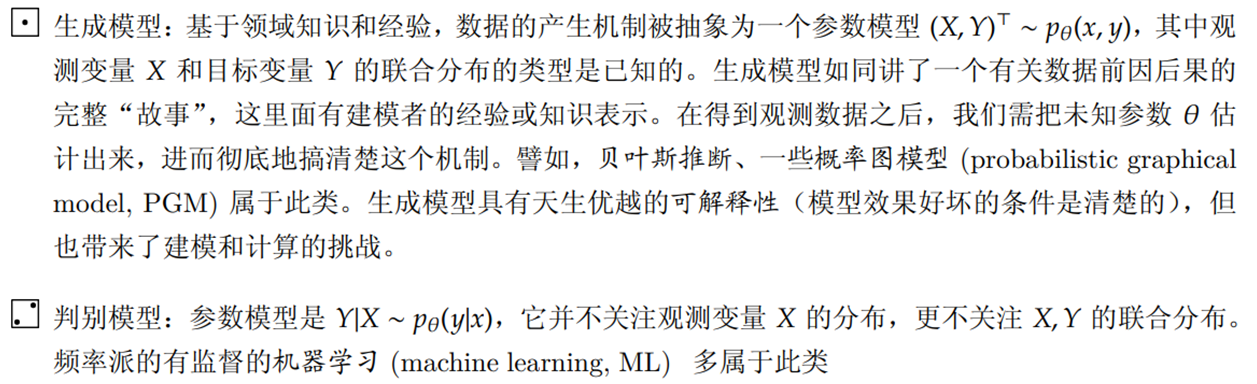 ⚀ 生成模型：基于领域知识和经验，数据的产生机制被抽象为一个参数模型 (X, Y)⊤ ∼ pθ(x, y)，其中观
测变量 X 和目标变量 Y 的联合分布的类型是已知的。生成模型如同讲了一个有关数据前因后果的
完整“故事”，这里面有建模者的经验或知识表示。在得到观测数据之后，我们需把未知参数 θ 估
计出来，进而彻底地搞清楚这个机制。譬如，贝叶斯推断、一些概率图模型 (probabilistic graphical
model, PGM) 属于此类。生成模型具有天生优越的可解释性（模型效果好坏的条件是清楚的），但
也带来了建模和计算的挑战。
⚁ 判别模型：参数模型是 Y|X ∼ pθ(y|x)，它并不关注观测变量 X 的分布，更不关注 X, Y 的联合分布。
频率派的有监督的机器学习 (machine learning, ML) 多属于此类